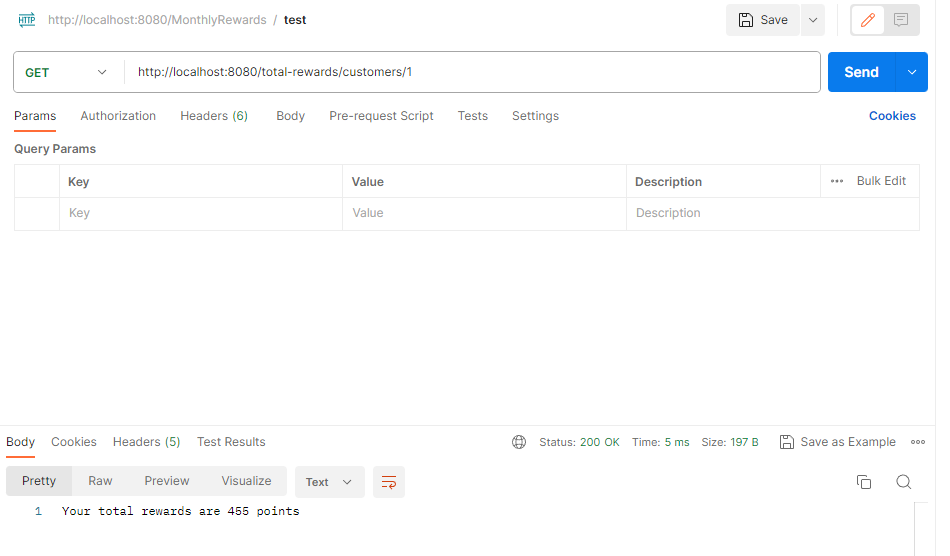 HTTP http://localhost:8080/MonthlyRewards / test Save
GET http://localhost:8080/total-rewards/customers/1 Send
Params Authorization Headers (6) Body Pre-request Script Tests Settings Cookies
Query Params
Key Value Description ••• Bulk Edit
Key Value Description
Body Cookies Headers (5) Test Results Status: 200 OK Time: 5 ms Size: 197 B Save as Example
Pretty Raw Preview Visualize Text
1 Your total rewards are 455 points